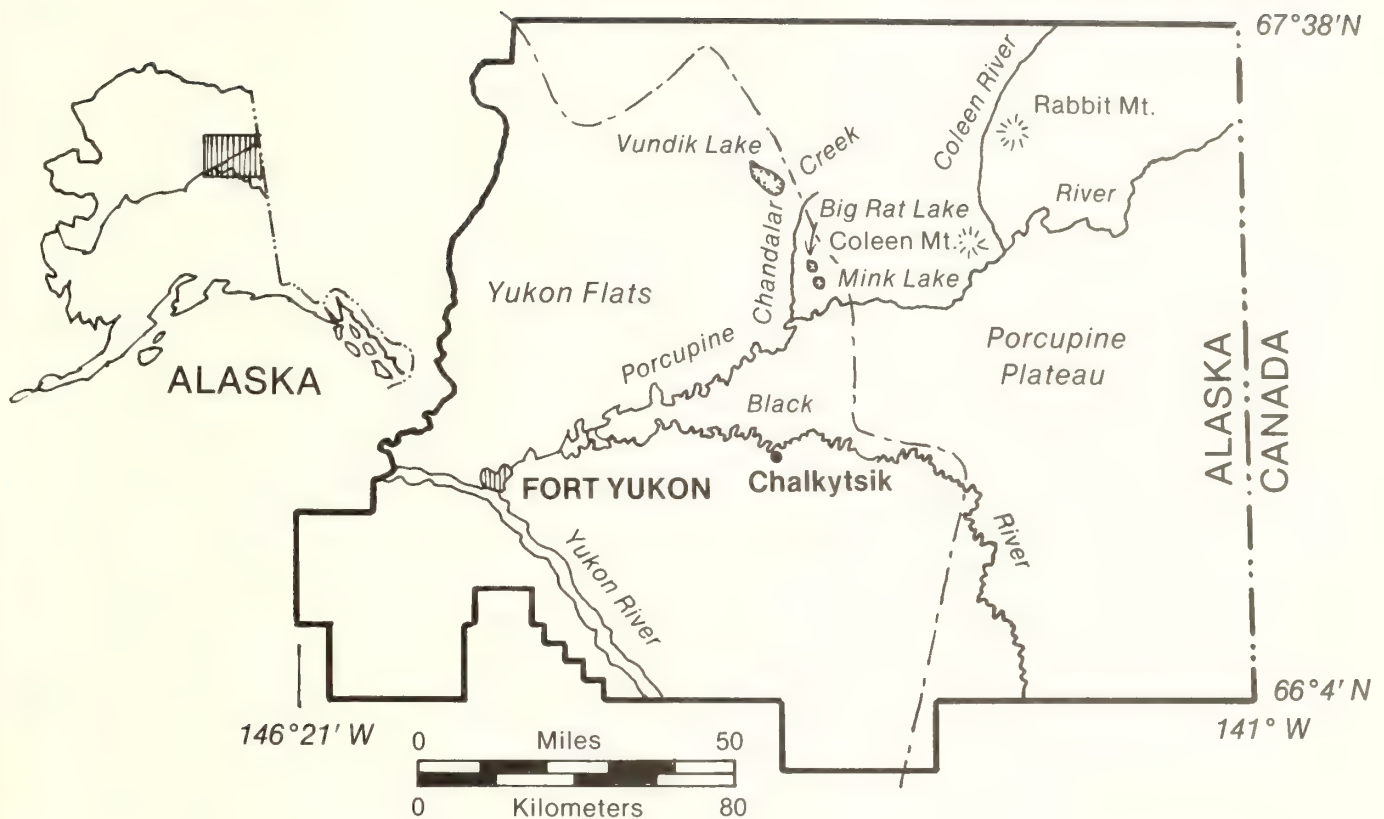 67°38'N
Coleen River
Rabbit Mt.
Vundik Lake
Chandalar Creek
Big Rat Lake
River
Coleen Mt.
Mink Lake
Yukon Flats
Porcupine
Porcupine
Plateau
ALASKA
ALASKA
CANADA
Black
FORT YUKON
Chalkytsik
River
Yukon River
66°4' N
146°21' W
141° W
0 Miles 50
0 Kilometers 80